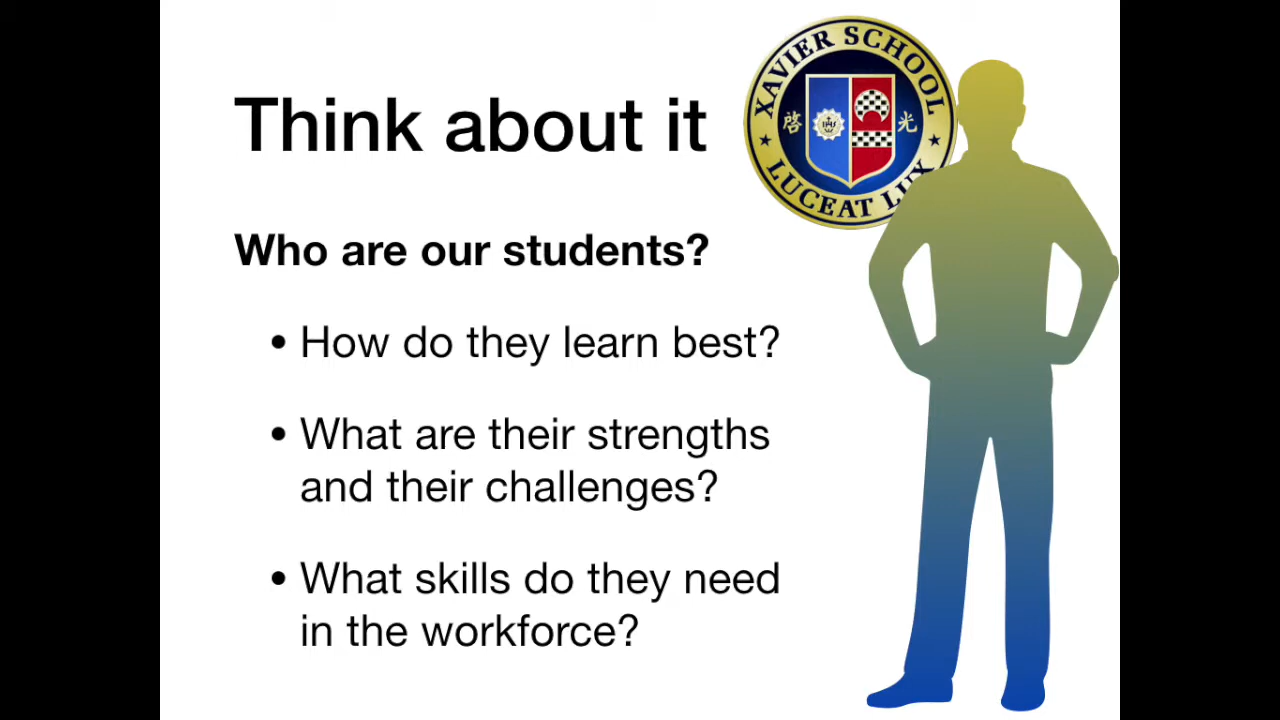 Think about it
XAVIER SCHOOL
啓 IHS 光
★ LUCEAT LUX ★
Who are our students?
• How do they learn best?
• What are their strengths
and their challenges?
• What skills do they need
in the workforce?